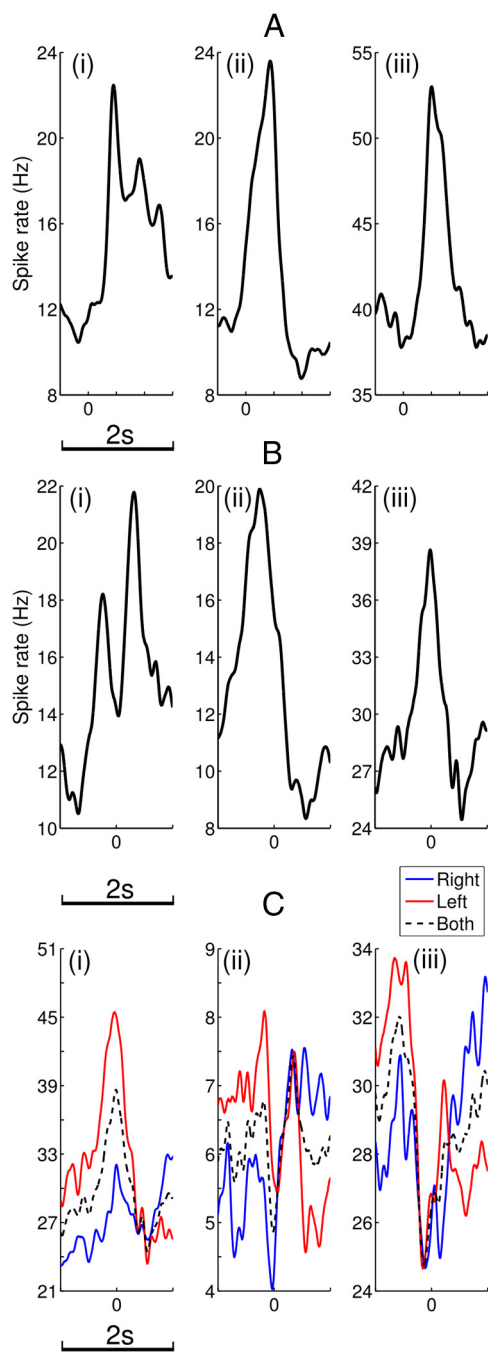 A
(i) (ii) (iii)
24 24 55
20 20 50
16 16 45
12 12 40
8 8 35
Spike rate (Hz)
0 0 0
2s
B
(i) (ii) (iii)
22 20 42
20 18 39
18 16 36
16 14 33
14 12 30
12 10 27
10 8 24
Spike rate (Hz)
0 0 0
2s
C
Right
Left
Both
(i) (ii) (iii)
51 9 34
45 8 32
39 7 30
33 6 28
27 5 26
21 4 24
0 0 0
2s